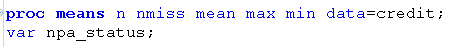 proc means n nmiss mean max min data=credit;
var npa_status;